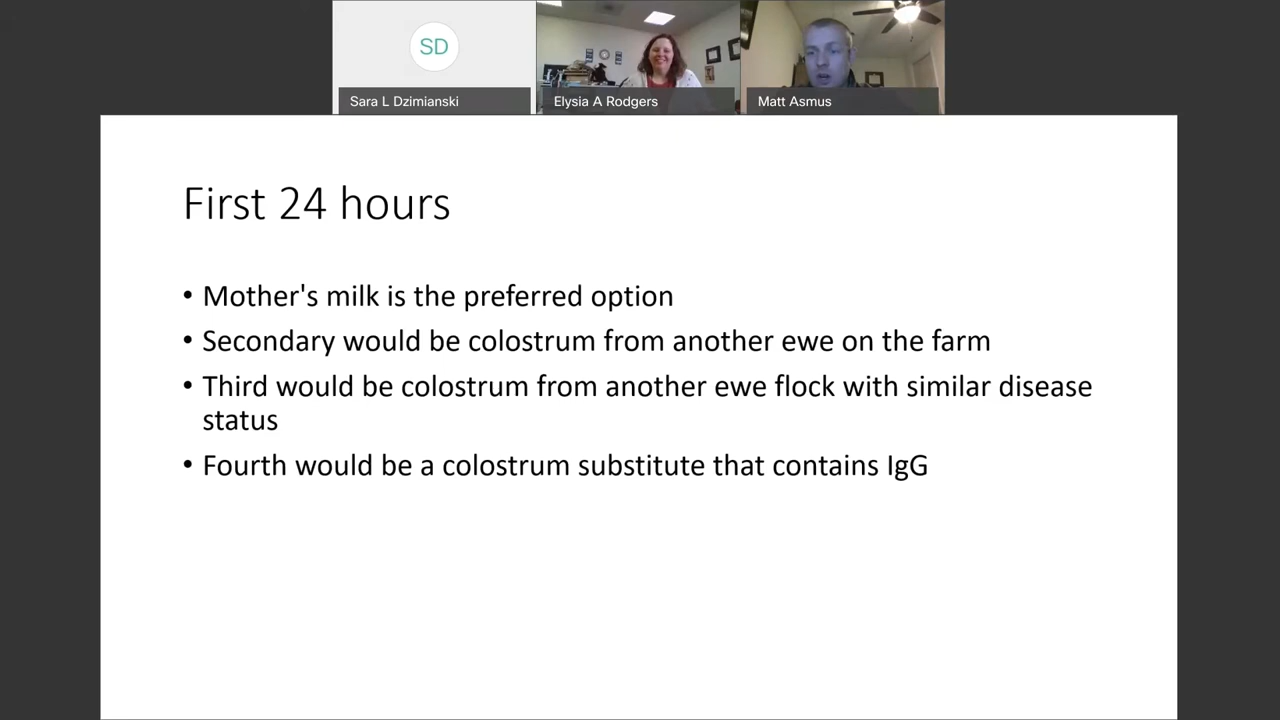 SD
Sara L Dzimianski
Elysia A Rodgers
Matt Asmus
First 24 hours
• Mother's milk is the preferred option
• Secondary would be colostrum from another ewe on the farm
• Third would be colostrum from another ewe flock with similar disease
status
• Fourth would be a colostrum substitute that contains IgG